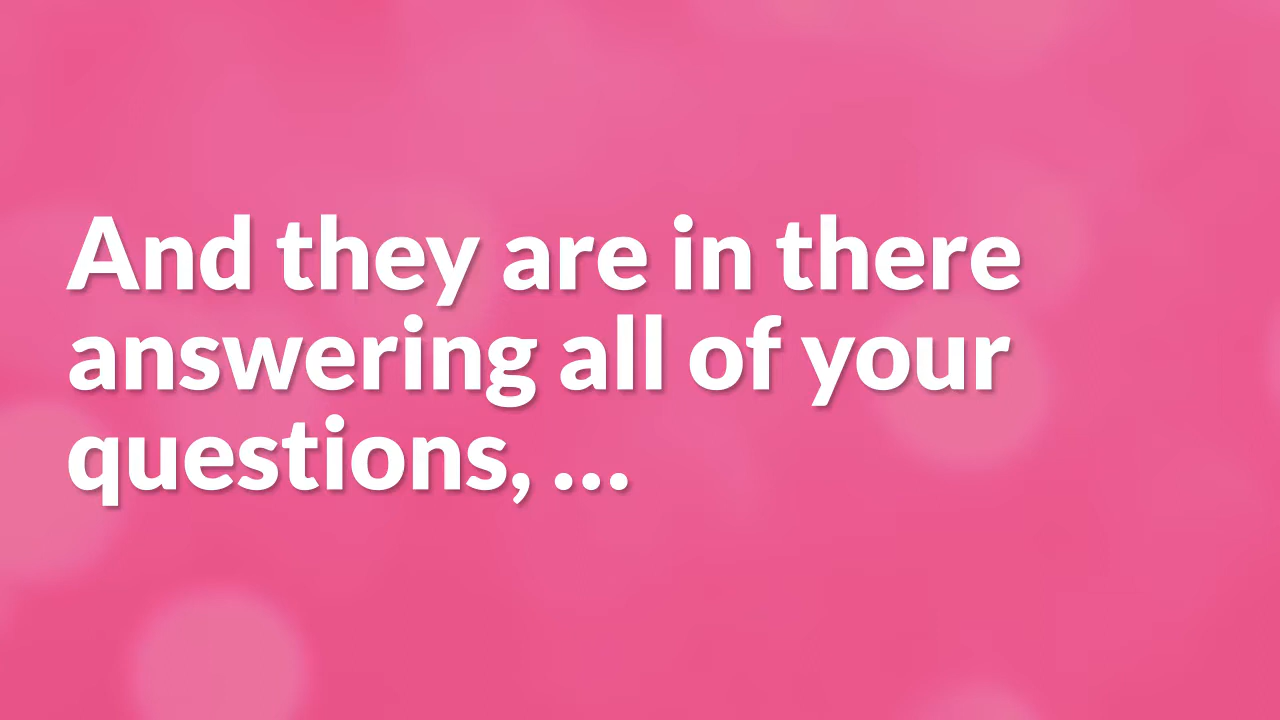 And they are in there
answering all of your
questions, ...